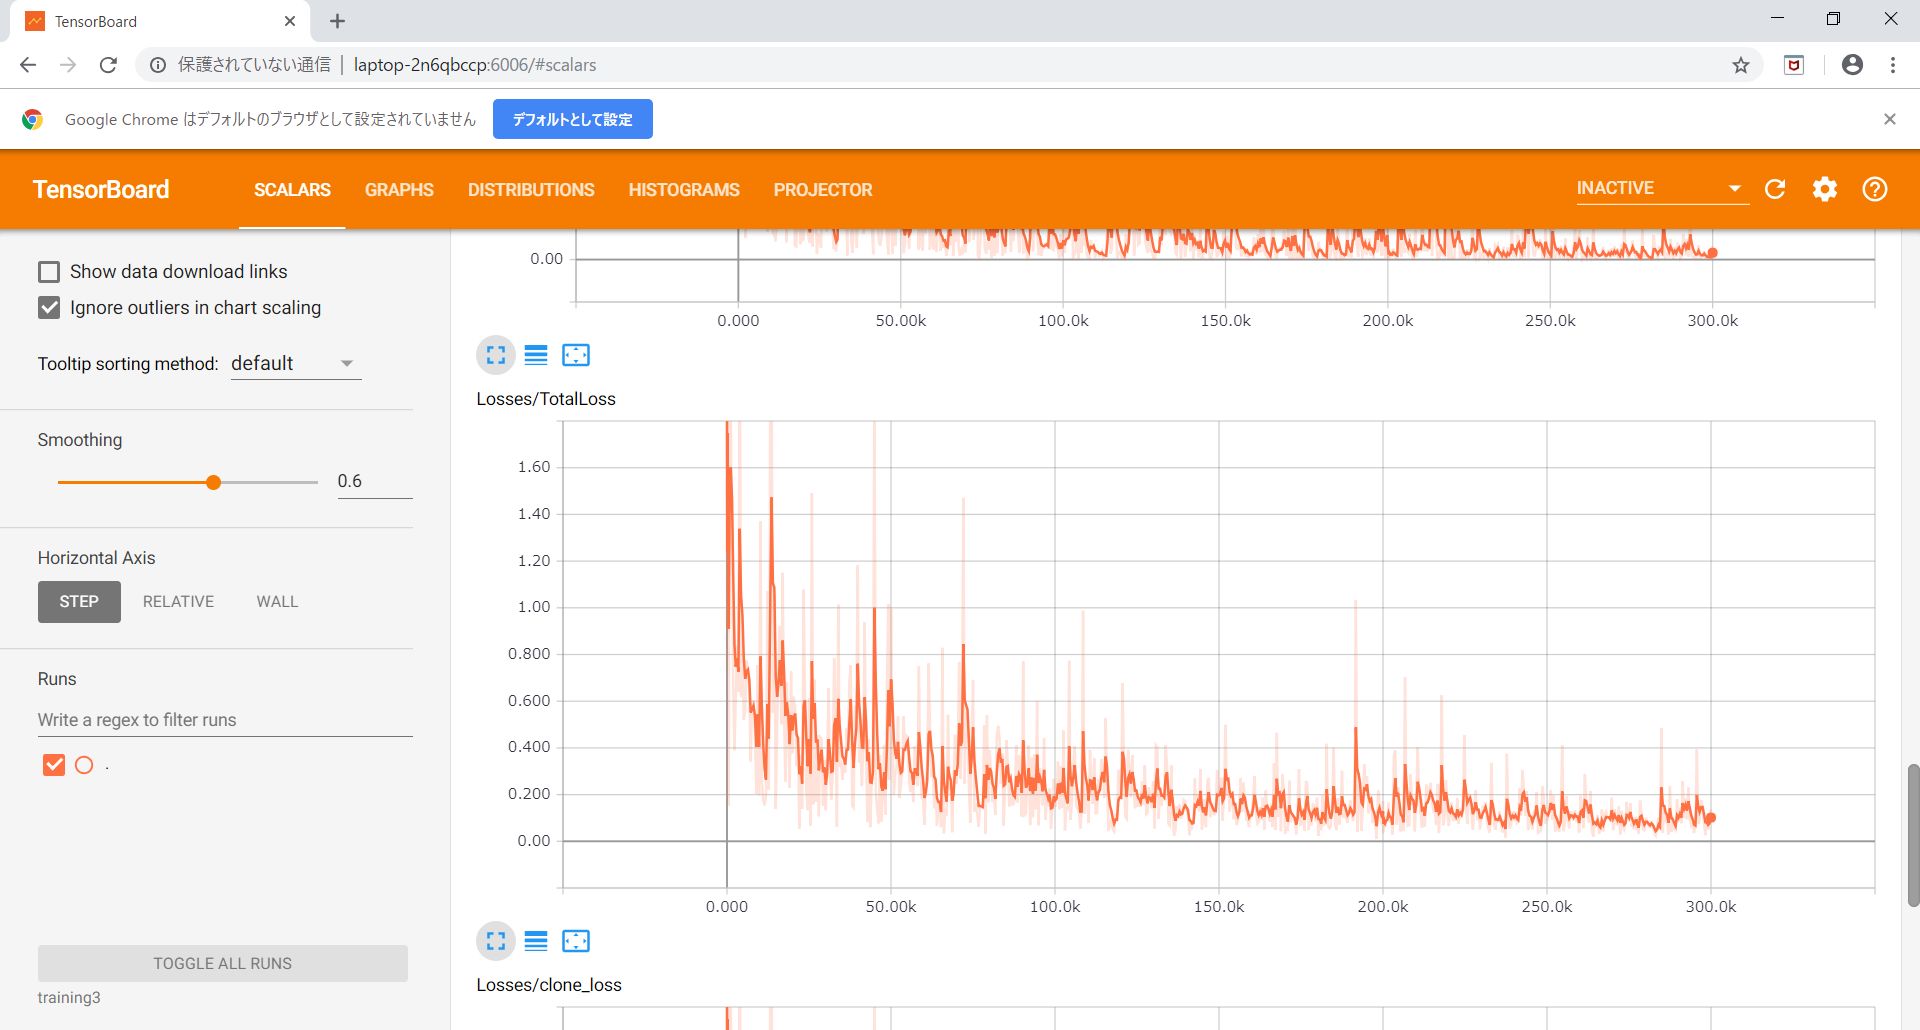 TensorBoard
保護されていない通信 | laptop-2n6qbccp:6006/#scalars
Google Chrome はデフォルトのブラウザとして設定されていません デフォルトとして設定
TensorBoard SCALARS GRAPHS DISTRIBUTIONS HISTOGRAMS PROJECTOR INACTIVE
Show data download links
Ignore outliers in chart scaling
Tooltip sorting method: default
Smoothing
0.6
Horizontal Axis
STEP RELATIVE WALL
Runs
Write a regex to filter runs
.
TOGGLE ALL RUNS
training3
0.00
0.000 50.00k 100.0k 150.0k 200.0k 250.0k 300.0k
Losses/TotalLoss
1.60
1.40
1.20
1.00
0.800
0.600
0.400
0.200
0.00
0.000 50.00k 100.0k 150.0k 200.0k 250.0k 300.0k
Losses/clone_loss